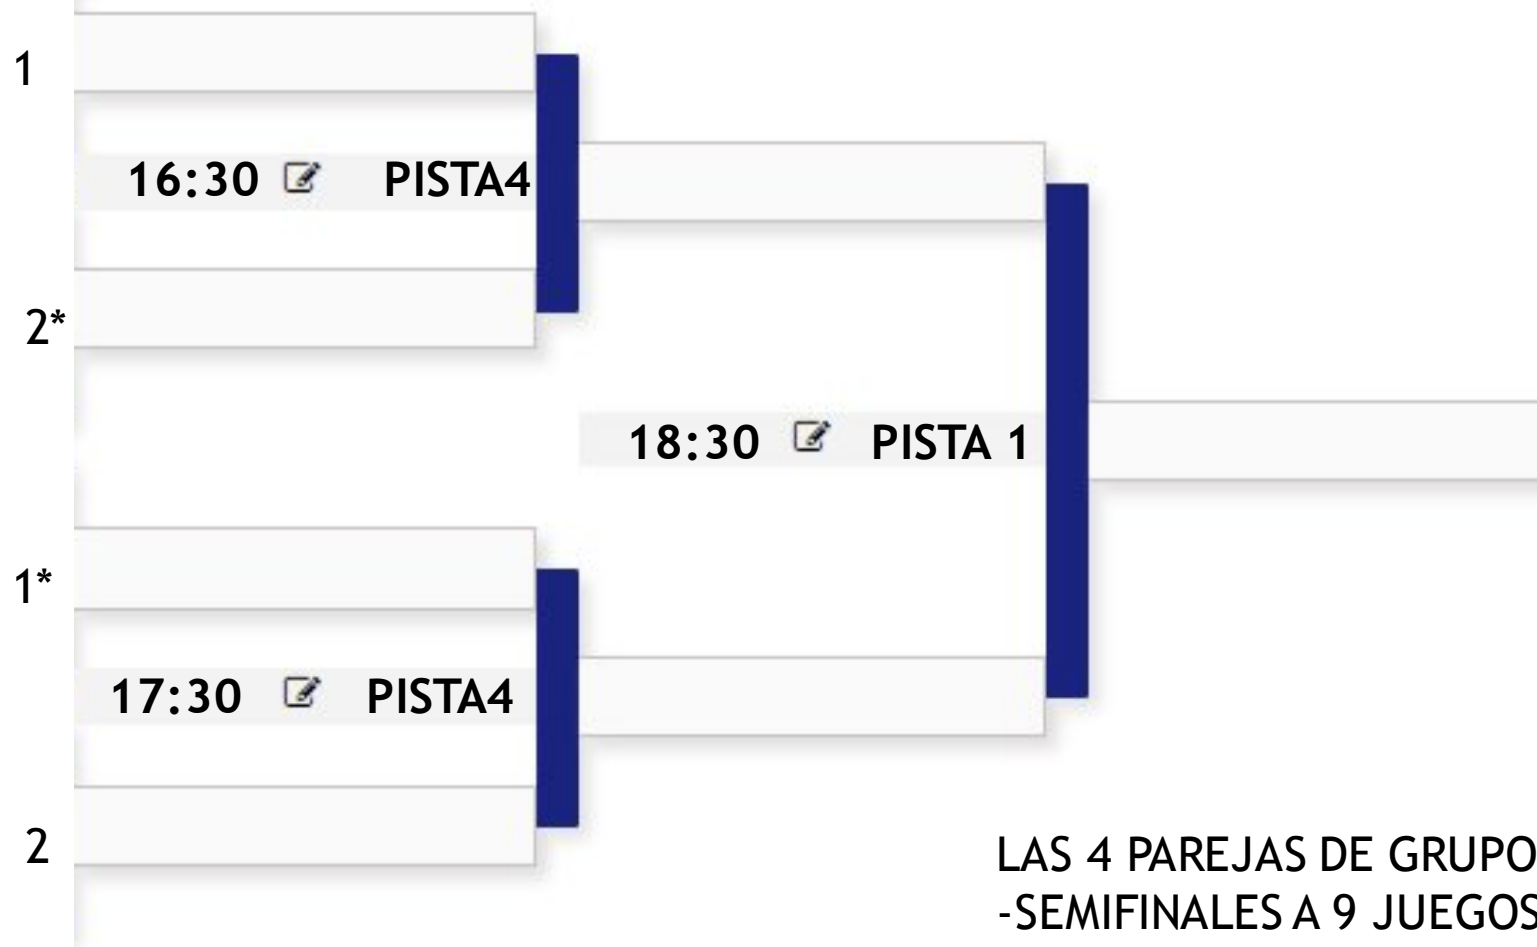 1
16:30 PISTA4
2*
18:30 PISTA 1
1*
17:30 PISTA4
2
LAS 4 PAREJAS DE GRUPO
-SEMIFINALES A 9 JUEGOS